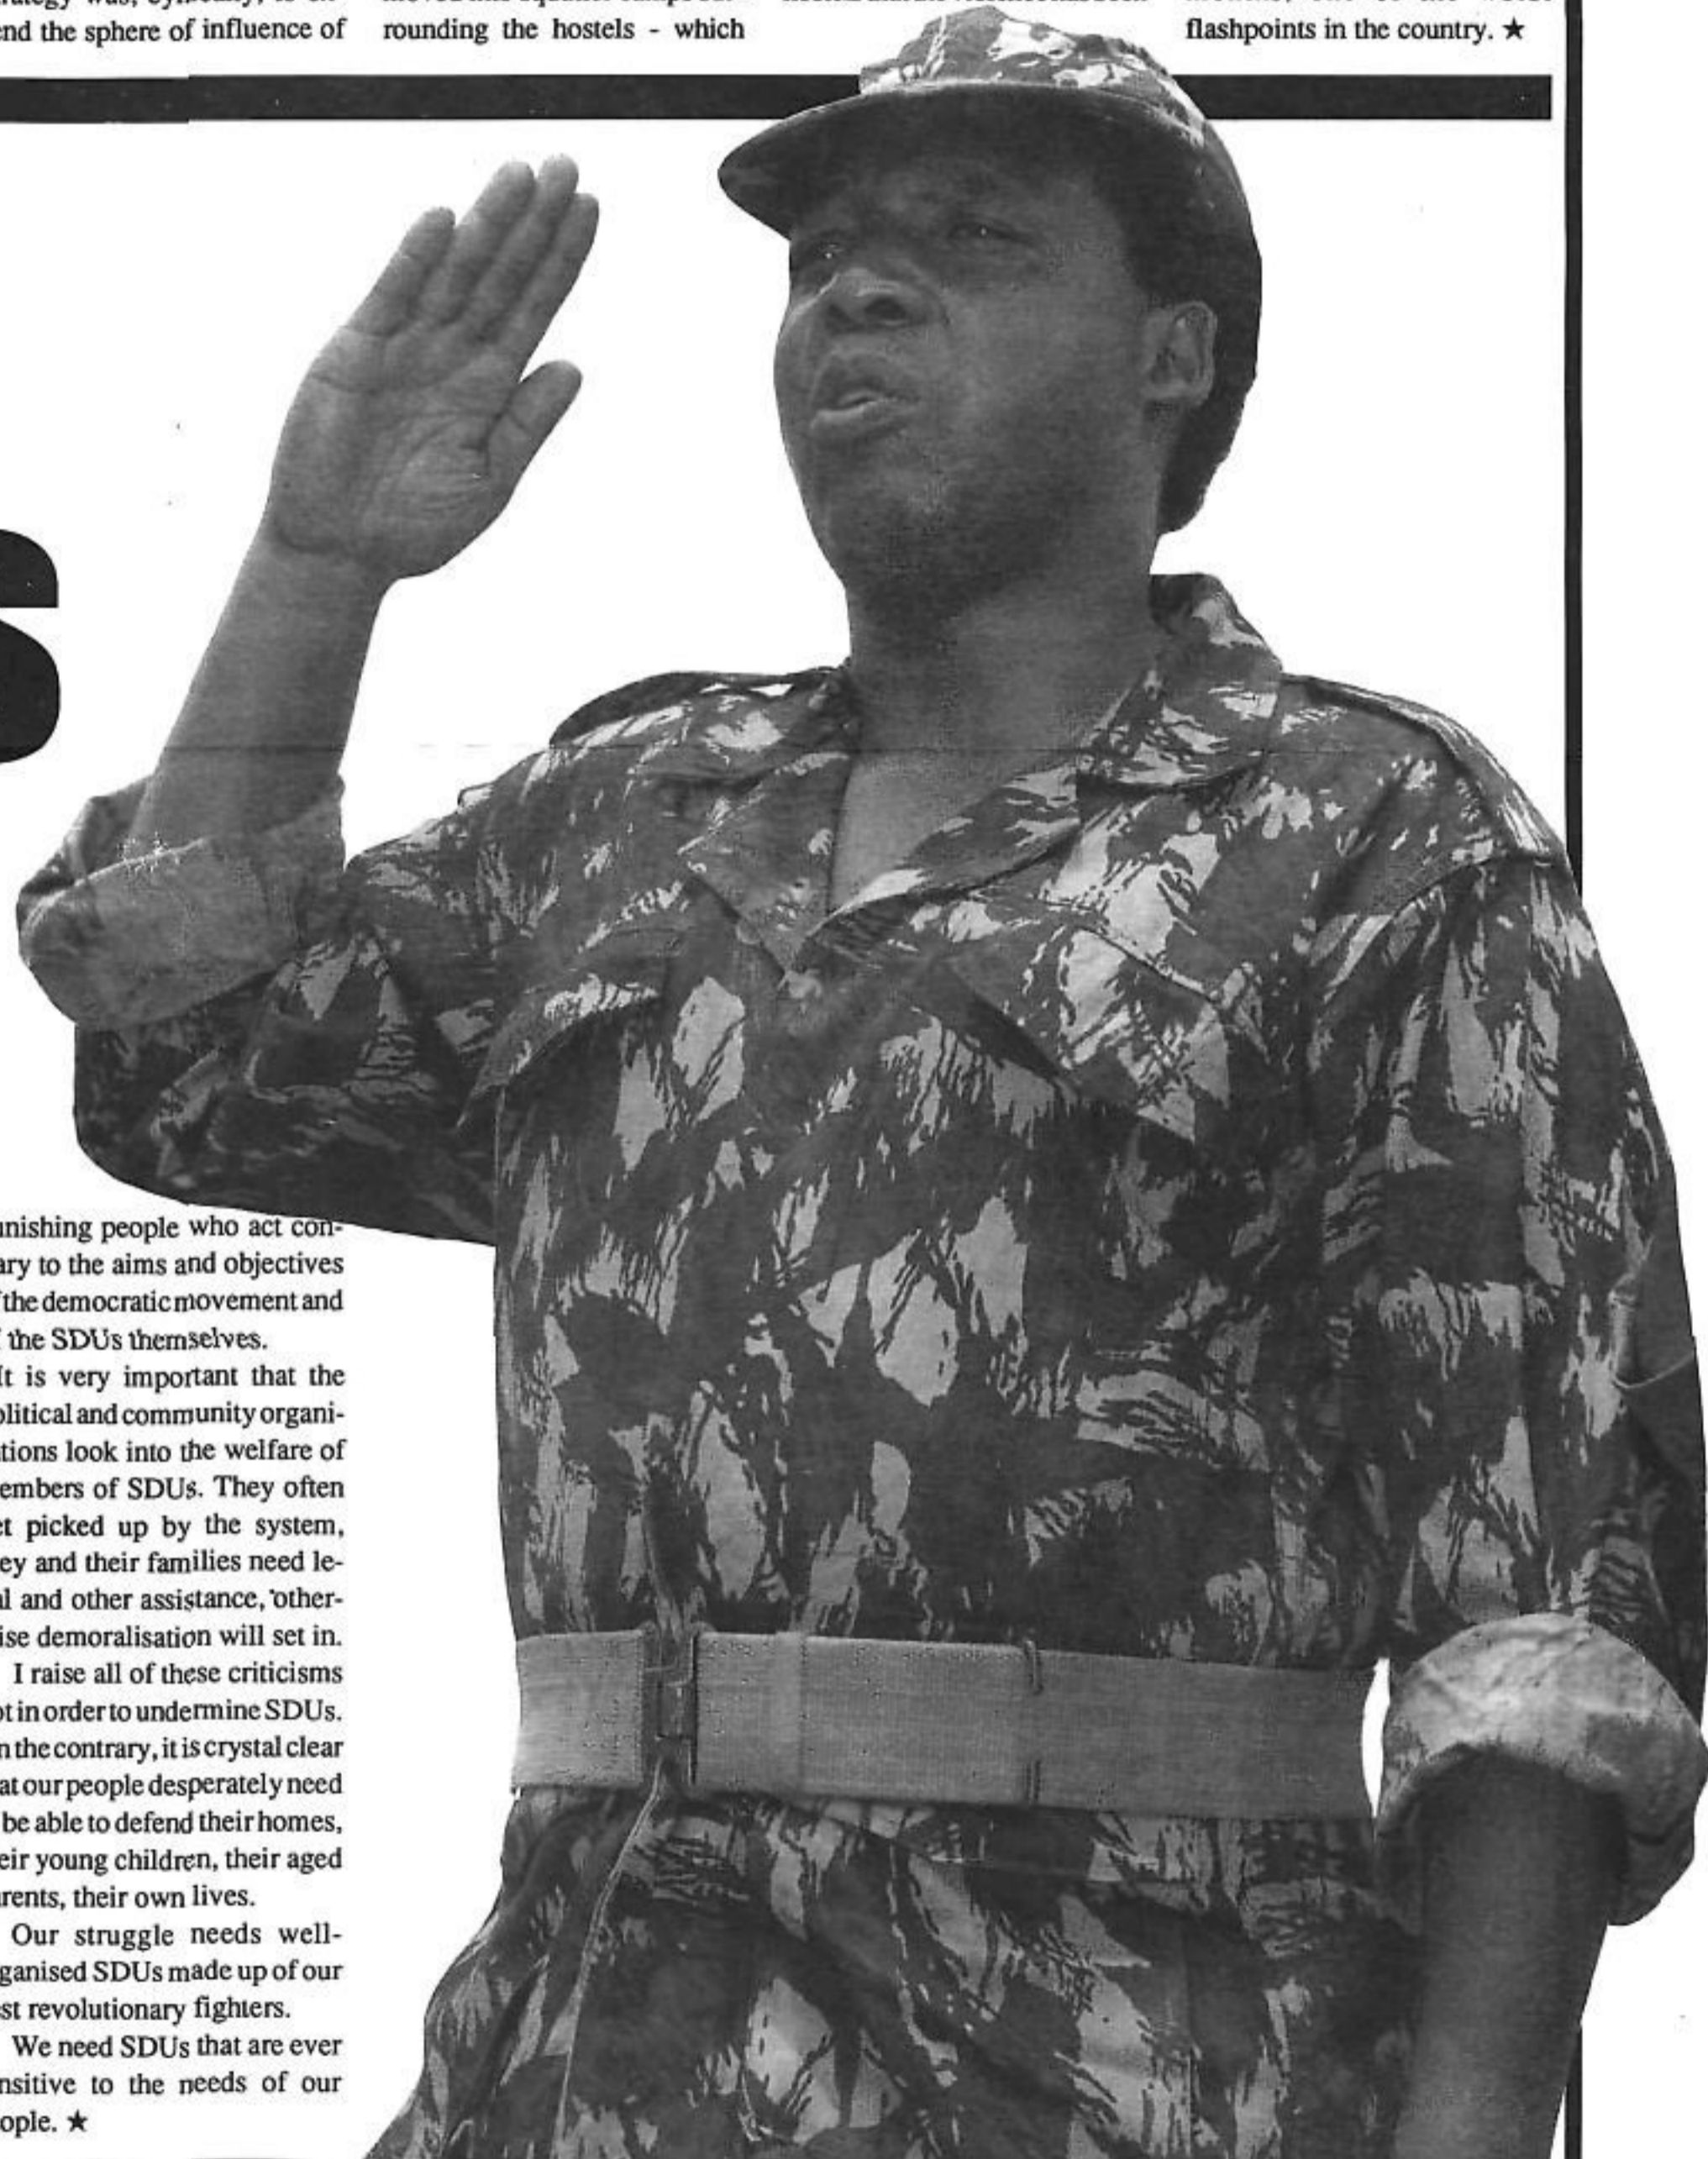 end the sphere of influence of
rounding the hostels - which
flashpoints in the country. ★
s
unishing people who act con-
ary to the aims and objectives
the democratic movement and
the SDUs themselves.
It is very important that the
olitical and community organi-
tions look into the welfare of
embers of SDUs. They often
et picked up by the system,
ey and their families need le-
al and other assistance, other-
ise demoralisation will set in.
I raise all of these criticisms
ot in order to undermine SDUs.
n the contrary, it is crystal clear
at our people desperately need
be able to defend their homes,
eir young children, their aged
arents, their own lives.
Our struggle needs well-
ganised SDUs made up of our
est revolutionary fighters.
We need SDUs that are ever
nsitive to the needs of our
ople. ★